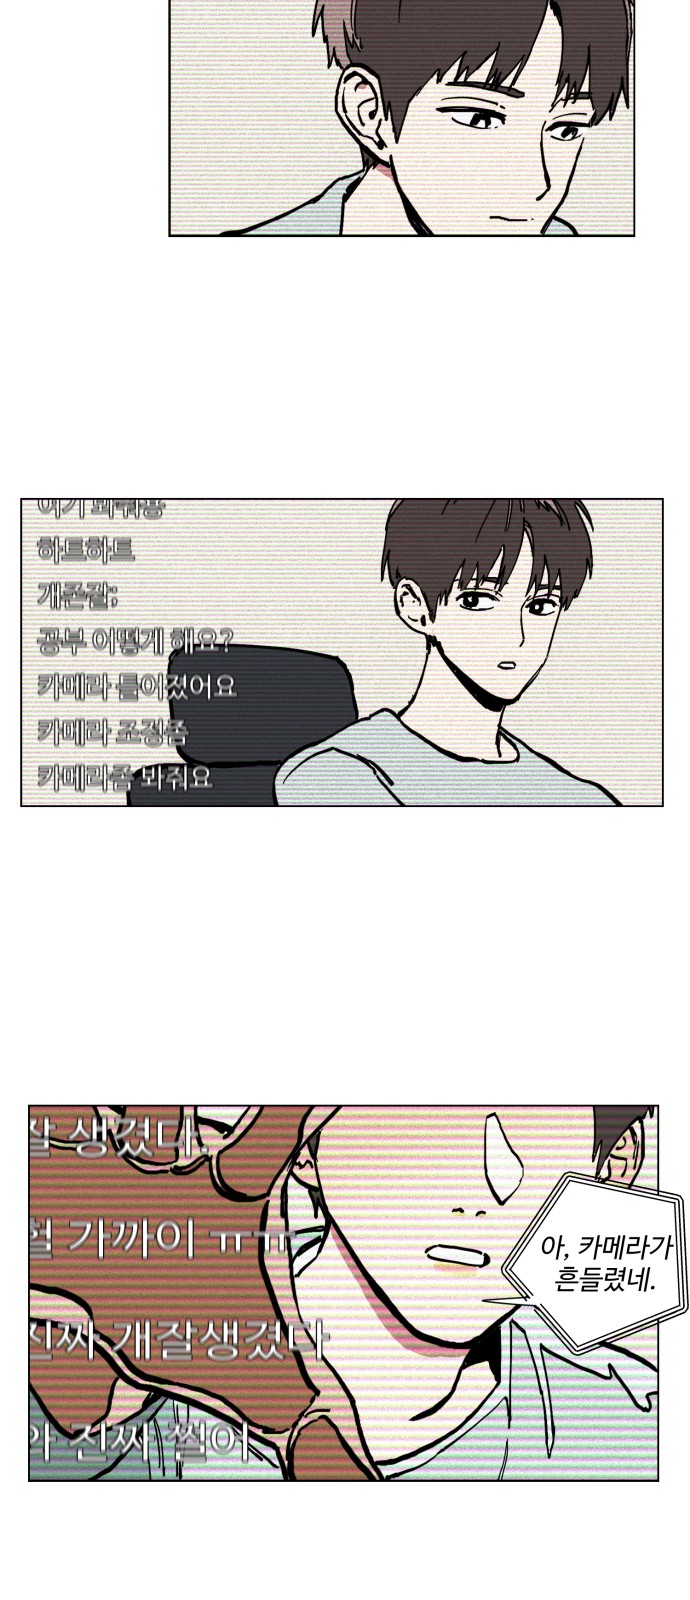 하트하트
개존잘;
공부 어떻게 해요?
카메라 틀어졌어요
카메라 조정좀
카메라좀 봐줘요
잘 생겼다.
헐 가까이 ㅠㅠ
진짜 개잘생겼다
와 진짜 찢어
아, 카메라가
흔들렸네.